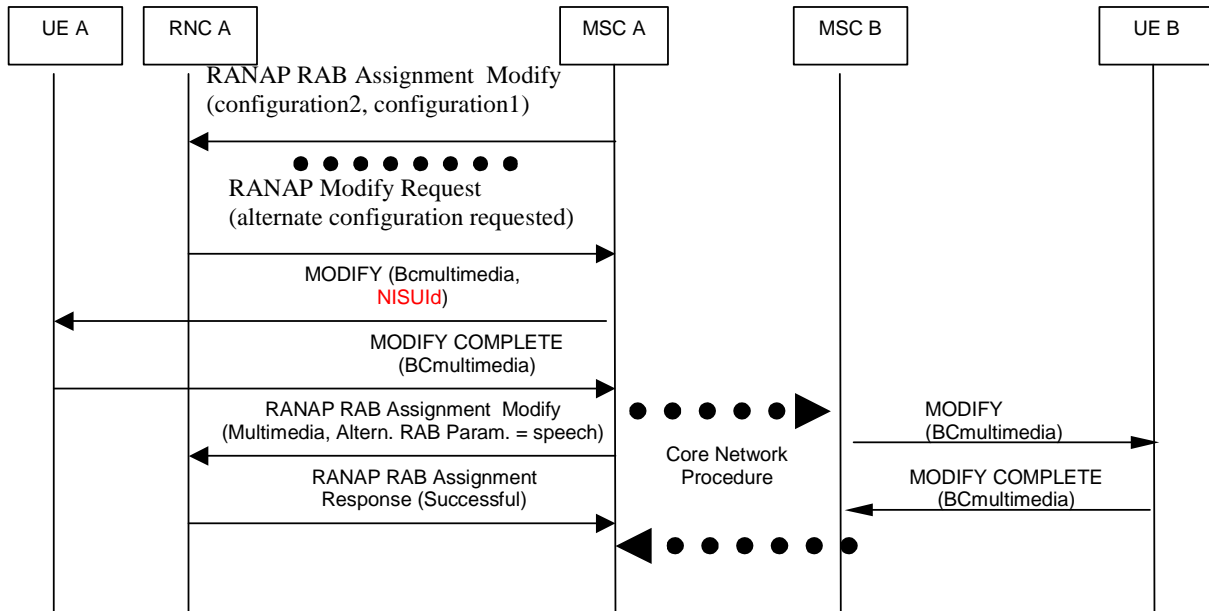 UE A
RNC A
MSC A
MSC B
UE B
RANAP RAB Assignment  Modify
(configuration2, configuration1)
RANAP Modify Request
(alternate configuration requested)
MODIFY (Bcmultimedia,
NISUId)
MODIFY COMPLETE
(BCmultimedia)
RANAP RAB Assignment  Modify
(Multimedia, Altern. RAB Param. = speech)
Core Network
Procedure
MODIFY
(BCmultimedia)
RANAP RAB Assignment
Response (Successful)
MODIFY COMPLETE
(BCmultimedia)